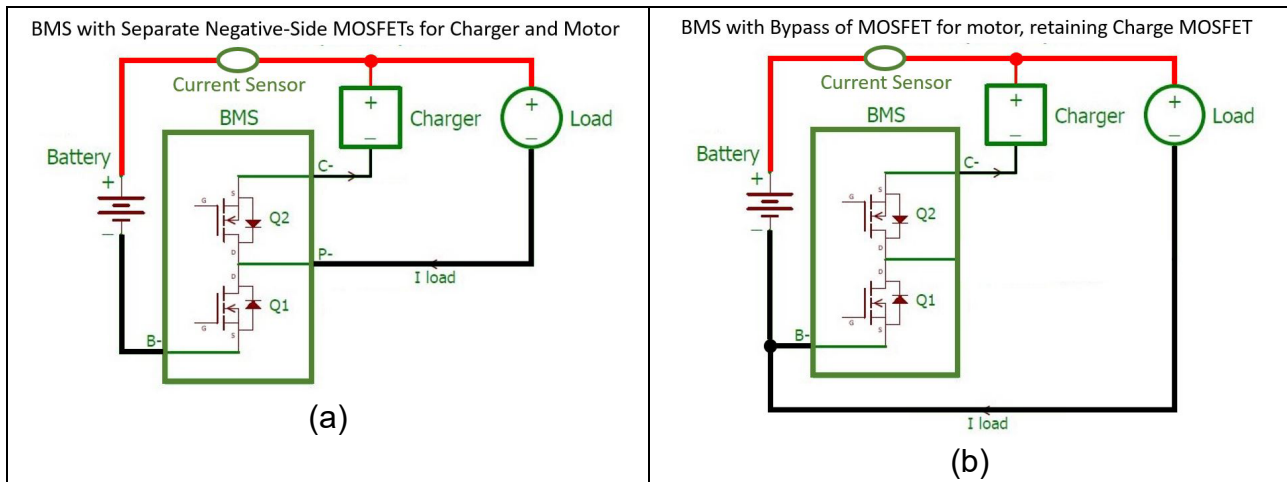 BMS with Separate Negative-Side MOSFETs for Charger and Motor
Current Sensor
BMS
+
−
Charger
+
−
Load
Battery
+
−
C-
G
S
Q2
D
P-
I load
D
Q1
G
S
B-
(a)
BMS with Bypass of MOSFET for motor, retaining Charge MOSFET
Current Sensor
BMS
+
−
Charger
+
−
Load
Battery
+
−
C-
G
S
Q2
D
D
Q1
G
S
B-
I load
(b)